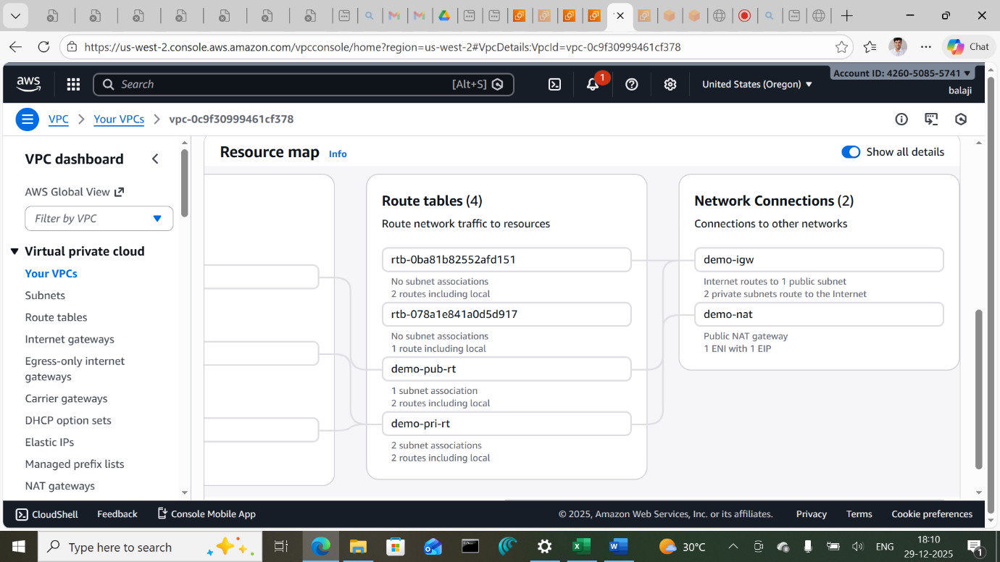 https://us-west-2.console.aws.amazon.com/vpcconsole/home?region=us-west-2#VpcDetails:VpcId=vpc-0c9f30999461cf378
Chat
aws
Search
[Alt+S]
1
United States (Oregon)
Account ID: 4260-5085-5741
balaji
VPC
Your VPCs
vpc-0c9f30999461cf378
VPC dashboard
AWS Global View
Filter by VPC
Virtual private cloud
Your VPCs
Subnets
Route tables
Internet gateways
Egress-only internet
gateways
Carrier gateways
DHCP option sets
Elastic IPs
Managed prefix lists
NAT gateways
Resource map Info
Show all details
Route tables (4)
Route network traffic to resources
rtb-0ba81b82552afd151
No subnet associations
2 routes including local
rtb-078a1e841a0d5d917
No subnet associations
1 route including local
demo-pub-rt
1 subnet association
2 routes including local
demo-pri-rt
2 subnet associations
2 routes including local
Network Connections (2)
Connections to other networks
demo-igw
Internet routes to 1 public subnet
2 private subnets route to the Internet
demo-nat
Public NAT gateway
1 ENI with 1 EIP
CloudShell
Feedback
Console Mobile App
© 2025, Amazon Web Services, Inc. or its affiliates.
Privacy
Terms
Cookie preferences
Type here to search
30°C
ENG
18:10
29-12-2025
1